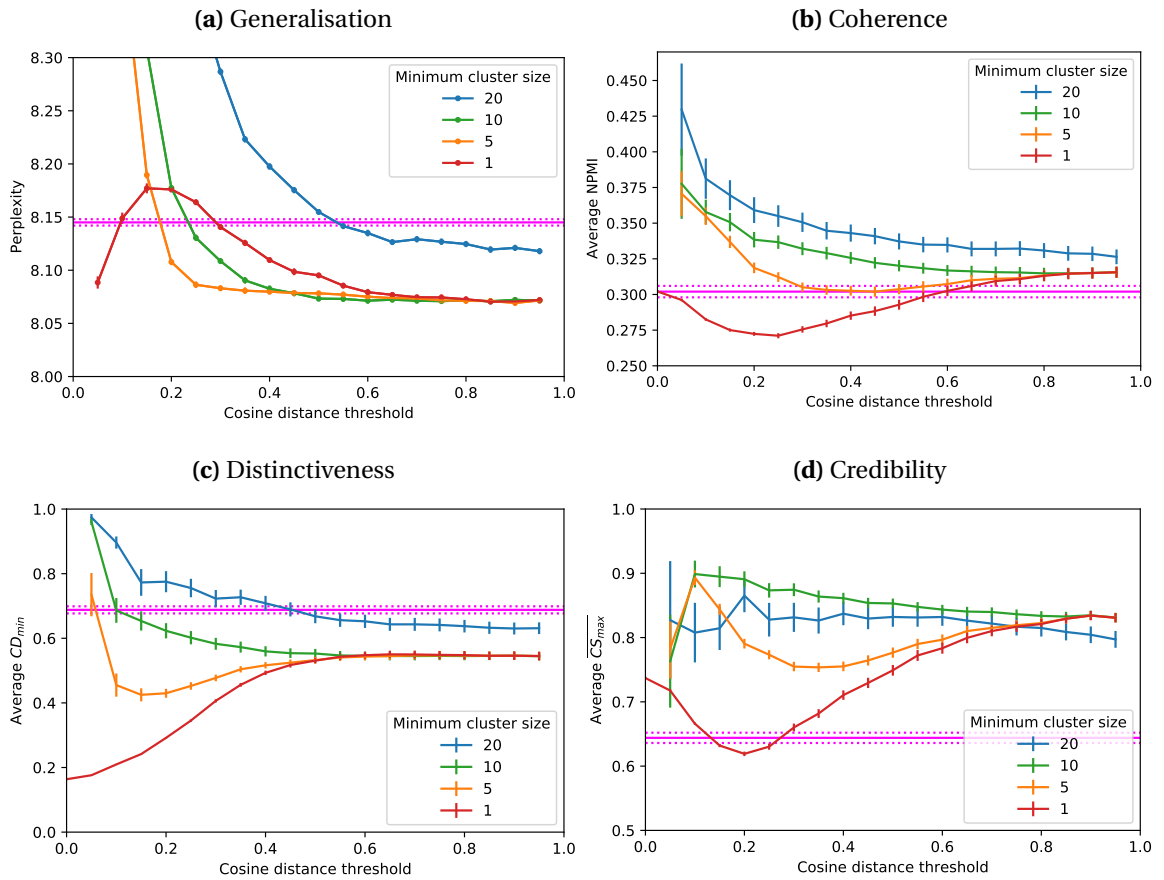 (a) Generalisation
8.30
8.25
8.20
8.15
8.10
8.05
8.00
Perplexity
Minimum cluster size
20
10
5
1
0.0 0.2 0.4 0.6 0.8 1.0
Cosine distance threshold
(b) Coherence
0.450
0.425
0.400
0.375
0.350
0.325
0.300
0.275
0.250
Average NPMI
Minimum cluster size
20
10
5
1
0.0 0.2 0.4 0.6 0.8 1.0
Cosine distance threshold
(c) Distinctiveness
1.0
0.8
0.6
0.4
0.2
0.0
Average CD_min
Minimum cluster size
20
10
5
1
0.0 0.2 0.4 0.6 0.8 1.0
Cosine distance threshold
(d) Credibility
1.0
0.9
0.8
0.7
0.6
0.5
Average CS_max
Minimum cluster size
20
10
5
1
0.0 0.2 0.4 0.6 0.8 1.0
Cosine distance threshold